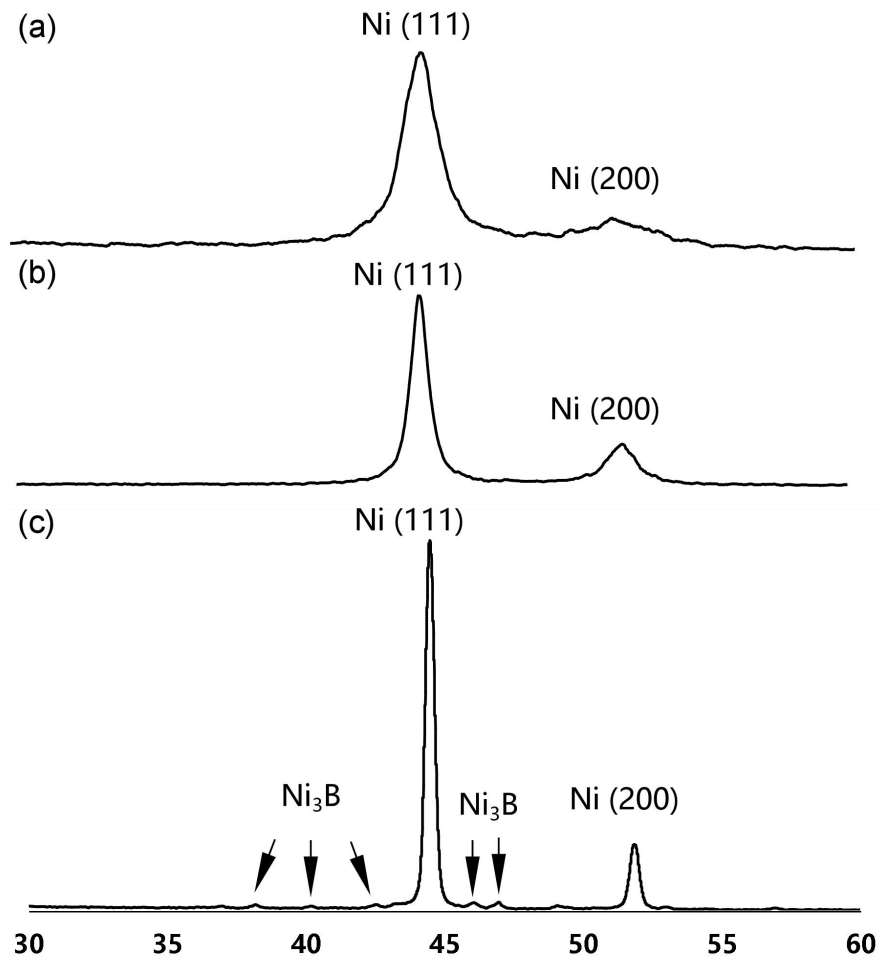 (a)
Ni (111)
Ni (200)
(b)
Ni (111)
Ni (200)
(c)
Ni (111)
Ni₃B
Ni₃B
Ni (200)
30 35 40 45 50 55 60